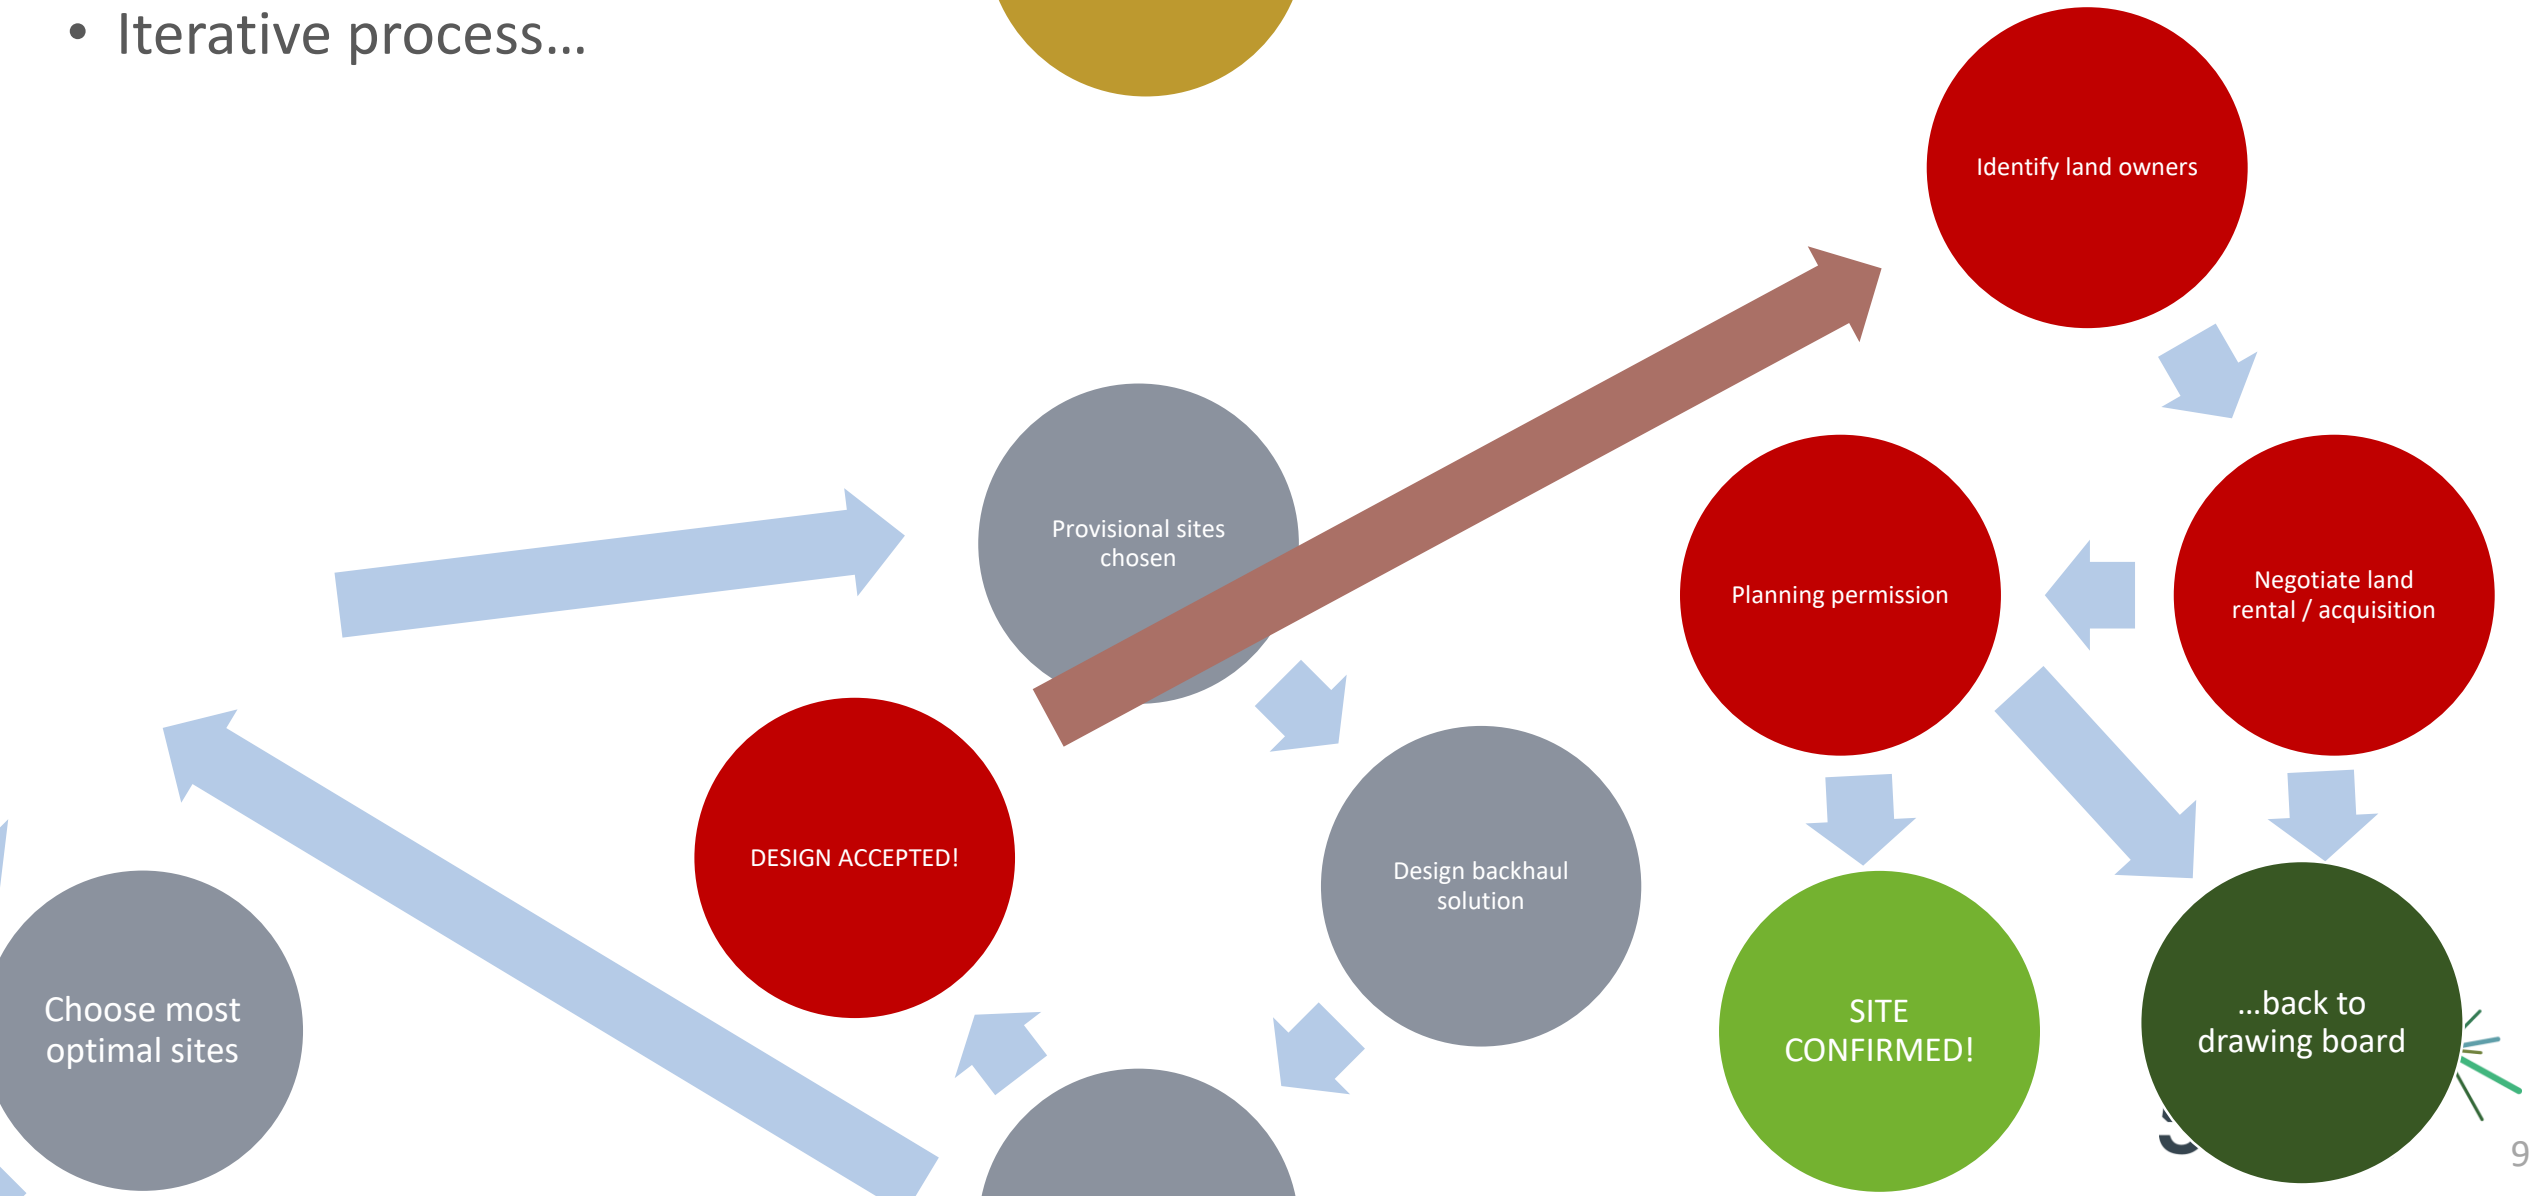 • Iterative process...
Identify land owners
Provisional sites
chosen
Planning permission
Negotiate land
rental / acquisition
DESIGN ACCEPTED!
Design backhaul
solution
Choose most
optimal sites
SITE
CONFIRMED!
...back to
drawing board
9